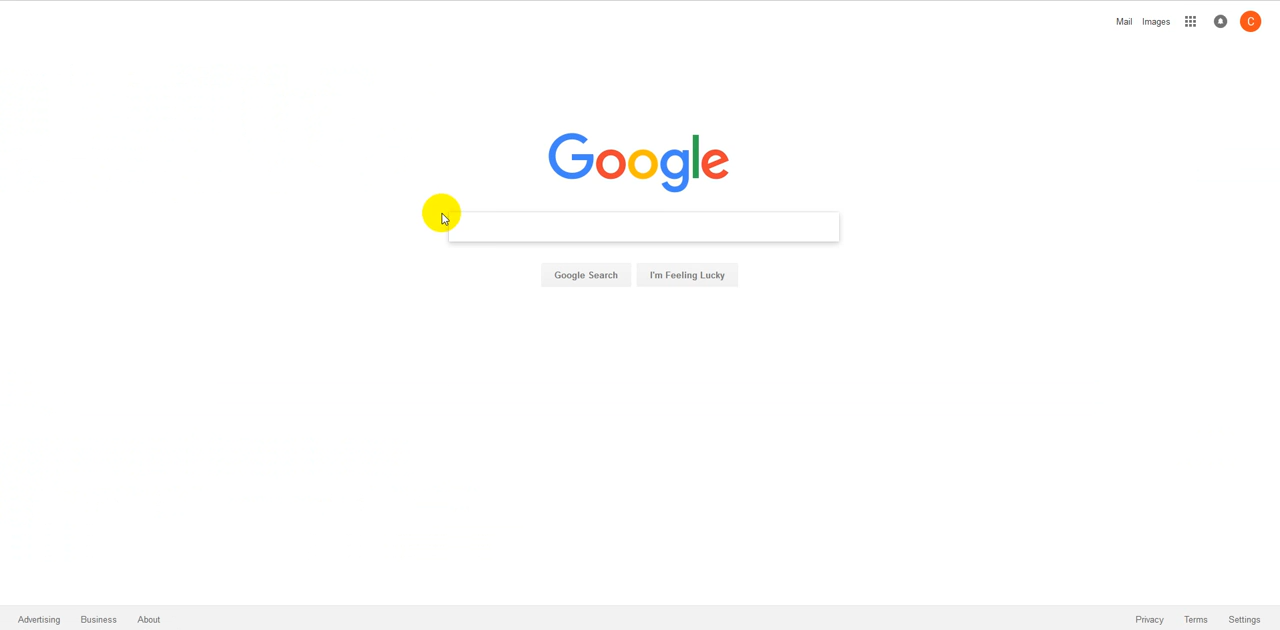 Mail Images C
Google
Google Search I'm Feeling Lucky
Advertising Business About Privacy Terms Settings